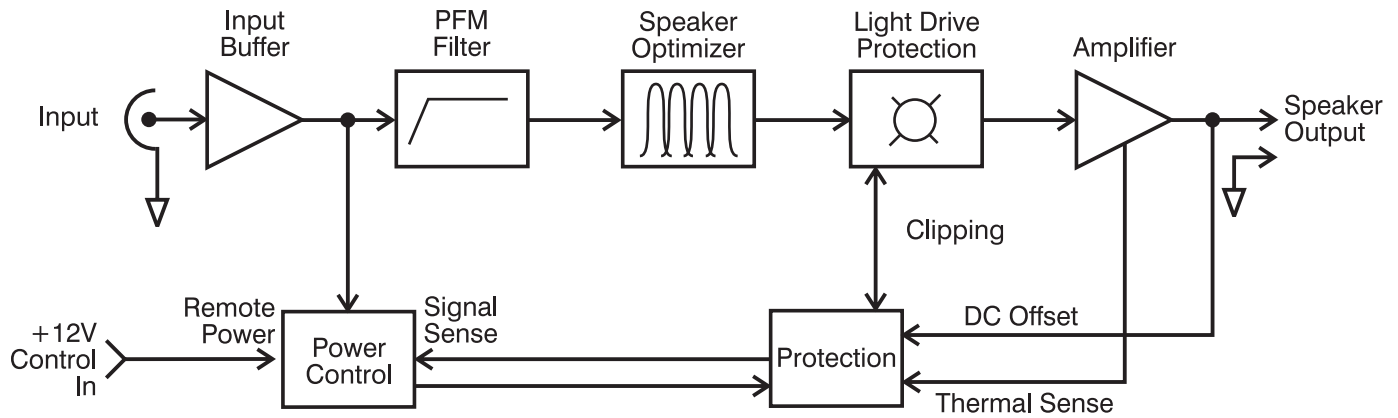 Input
Buffer
PFM
Filter
Speaker
Optimizer
Light Drive
Protection
Amplifier
Input
Speaker
Output
Clipping
Remote
Power
Signal
Sense
DC Offset
+12V
Control
In
Power
Control
Protection
Thermal Sense